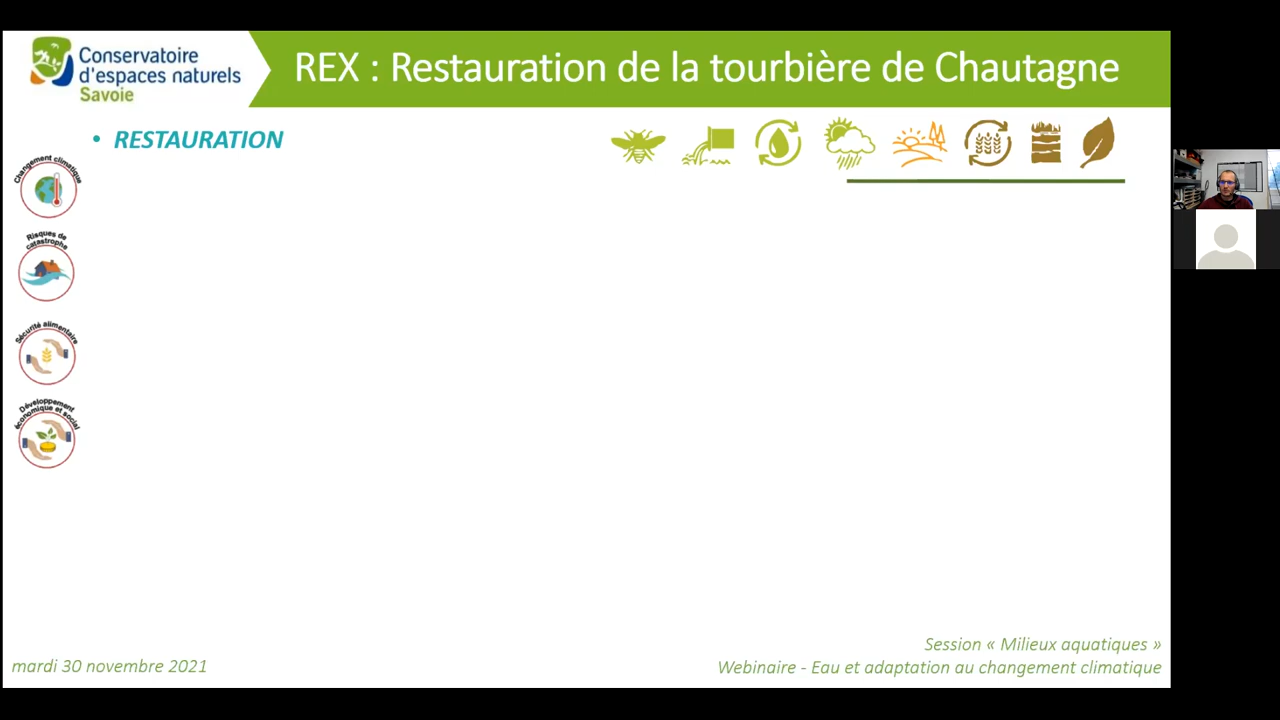 Conservatoire
d'espaces naturels
Savoie
REX : Restauration de la tourbière de Chautagne
• RESTAURATION
Changement climatique
Risques de
catastrophe
Sécurité alimentaire
Développement
économique et social
Session « Milieux aquatiques »
mardi 30 novembre 2021
Webinaire - Eau et adaptation au changement climatique